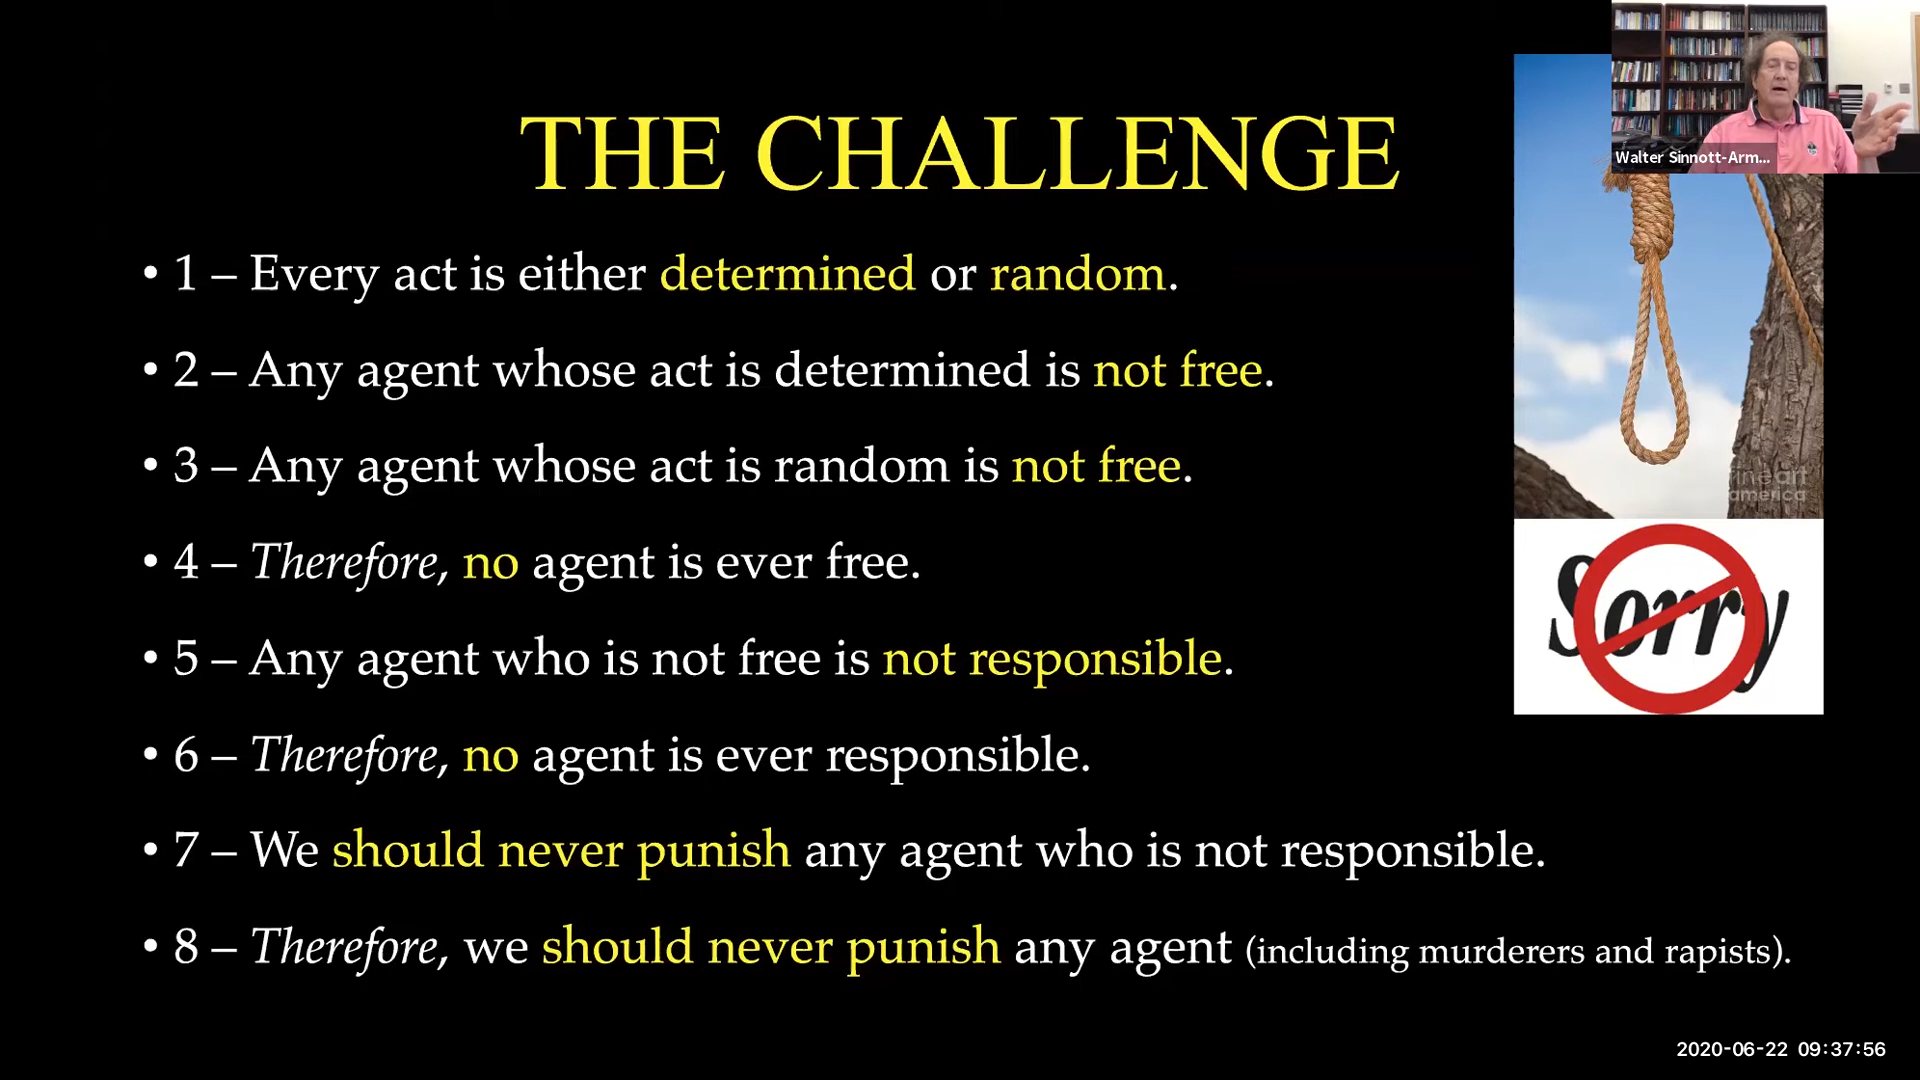 THE CHALLENGE
• 1 – Every act is either determined or random.
• 2 – Any agent whose act is determined is not free.
• 3 – Any agent whose act is random is not free.
• 4 – Therefore, no agent is ever free.
• 5 – Any agent who is not free is not responsible.
• 6 – Therefore, no agent is ever responsible.
• 7 – We should never punish any agent who is not responsible.
• 8 – Therefore, we should never punish any agent (including murderers and rapists).
Walter Sinnott-Arm...
fine art
america
Sorry
2020-06-22 09:37:56